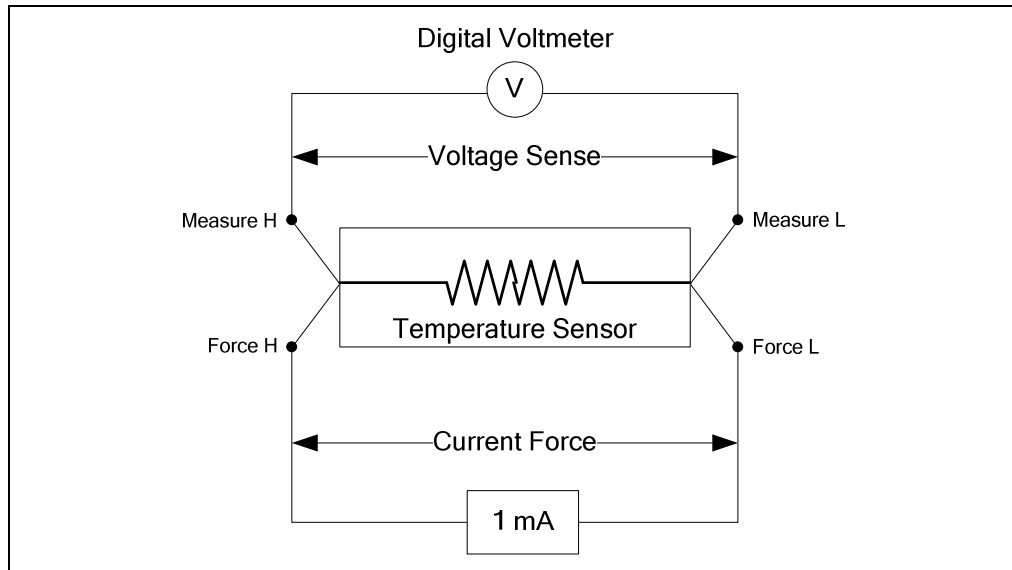 Digital Voltmeter
V
Voltage Sense
Measure H
Measure L
Temperature Sensor
Force H
Force L
Current Force
1 mA